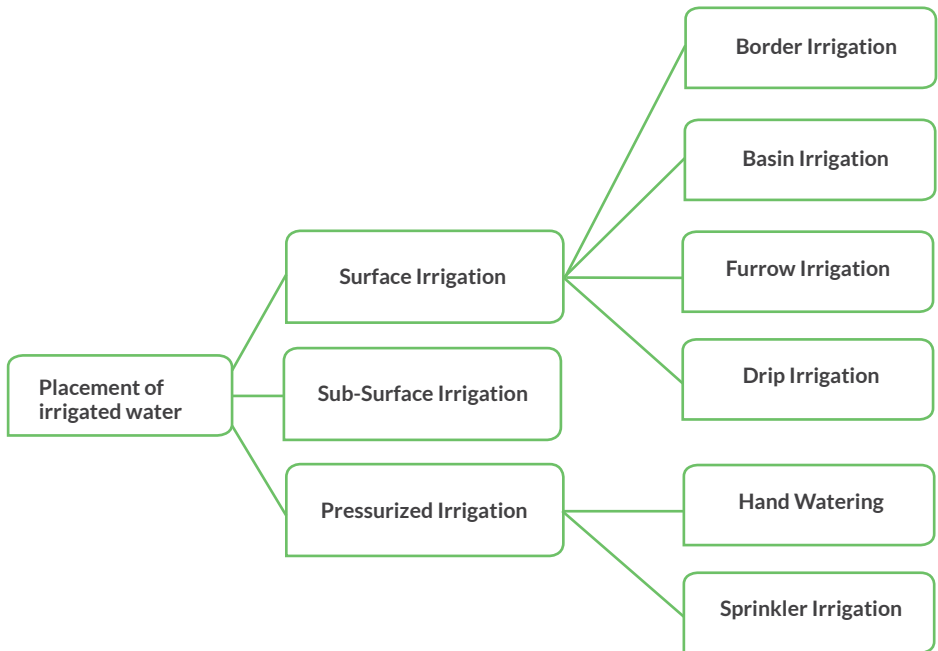 Border Irrigation
Basin Irrigation
Surface Irrigation
Furrow Irrigation
Drip Irrigation
Placement of
irrigated water
Sub-Surface Irrigation
Pressurized Irrigation
Hand Watering
Sprinkler Irrigation